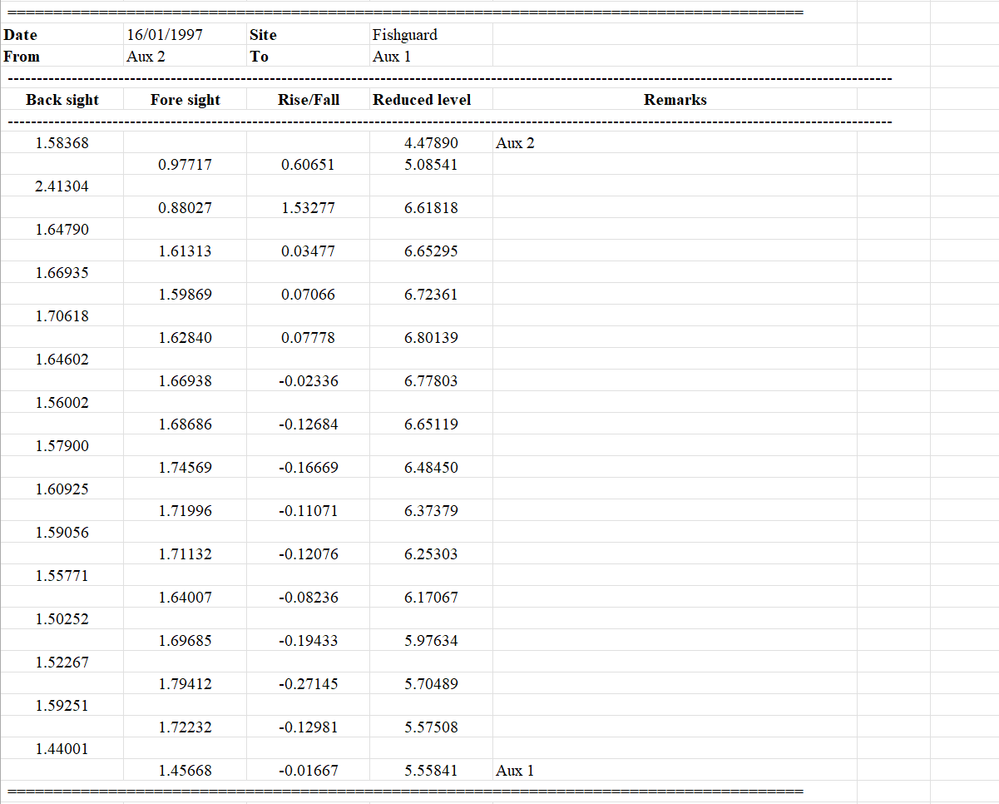 ==========================================================================================
Date 16/01/1997 Site Fishguard
From Aux 2 To Aux 1
----------------------------------------------------------------------------------------------------------------------------------------------------------
Back sight Fore sight Rise/Fall Reduced level Remarks
----------------------------------------------------------------------------------------------------------------------------------------------------------
1.58368 4.47890 Aux 2
0.97717 0.60651 5.08541
2.41304
0.88027 1.53277 6.61818
1.64790
1.61313 0.03477 6.65295
1.66935
1.59869 0.07066 6.72361
1.70618
1.62840 0.07778 6.80139
1.64602
1.66938 -0.02336 6.77803
1.56002
1.68686 -0.12684 6.65119
1.57900
1.74569 -0.16669 6.48450
1.60925
1.71996 -0.11071 6.37379
1.59056
1.71132 -0.12076 6.25303
1.55771
1.64007 -0.08236 6.17067
1.50252
1.69685 -0.19433 5.97634
1.52267
1.79412 -0.27145 5.70489
1.59251
1.72232 -0.12981 5.57508
1.44001
1.45668 -0.01667 5.55841 Aux 1
==========================================================================================